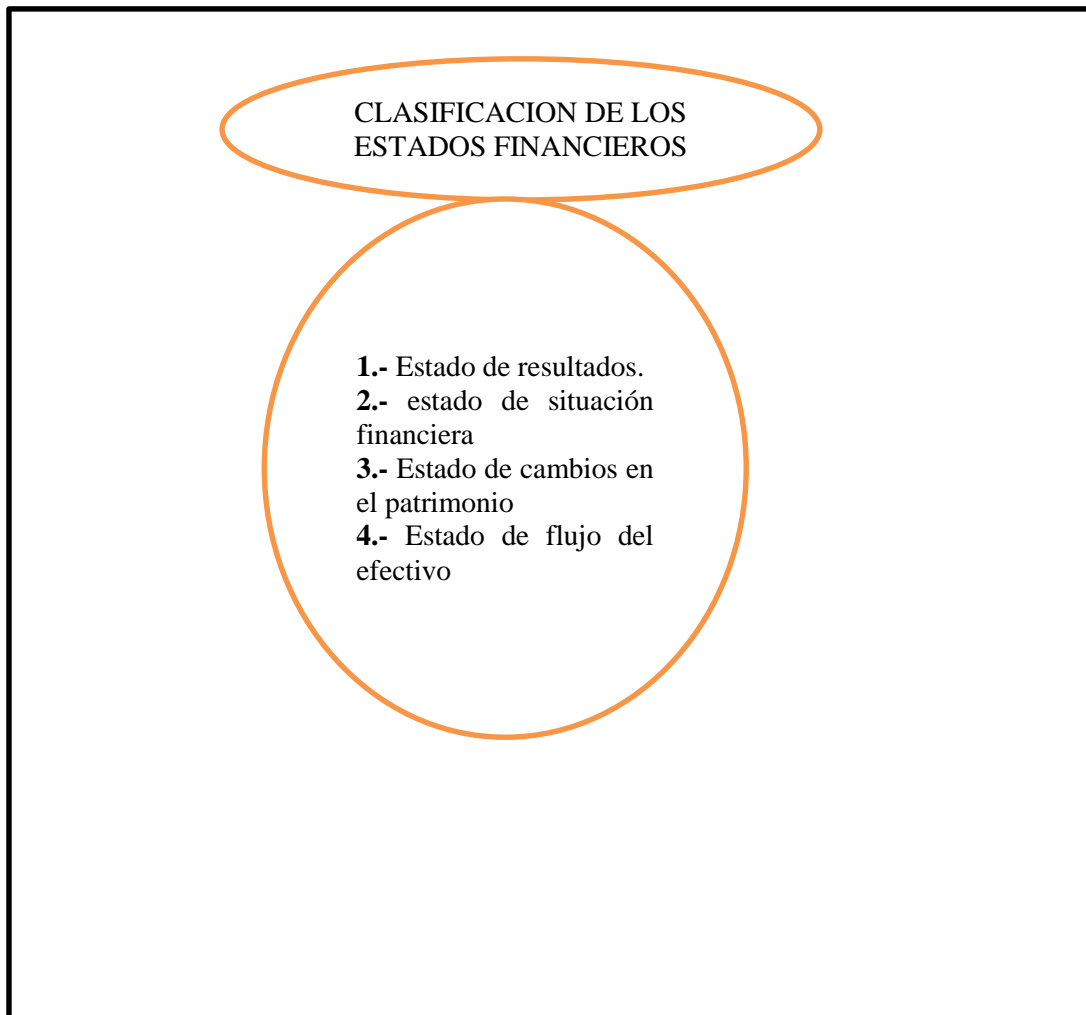 CLASIFICACION DE LOS
ESTADOS FINANCIEROS
1.- Estado de resultados.
2.- estado de situación
financiera
3.- Estado de cambios en
el patrimonio
4.- Estado de flujo del
efectivo